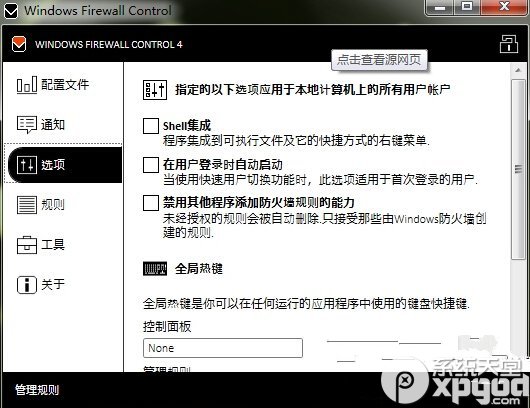 Windows Firewall Control
WINDOWS FIREWALL CONTROL 4
点击查看源网页
配置文件
通知
选项
规则
工具
关于
指定的以下选项应用于本地计算机上的所有用户帐户
Shell集成
程序集成到可执行文件及它的快捷方式的右键菜单.
在用户登录时自动启动
当使用快速用户切换功能时，此选项适用于首次登录的用户.
禁用其他程序添加防火墙规则的能力
未经授权的规则会被自动删除.只接受那些由Windows防火墙创
建的规则.
全局热键
全局热键是你可以在任何运行的应用程序中使用的键盘快捷键.
控制面板
None
管理规则
管理规则
系统天堂
xpgod